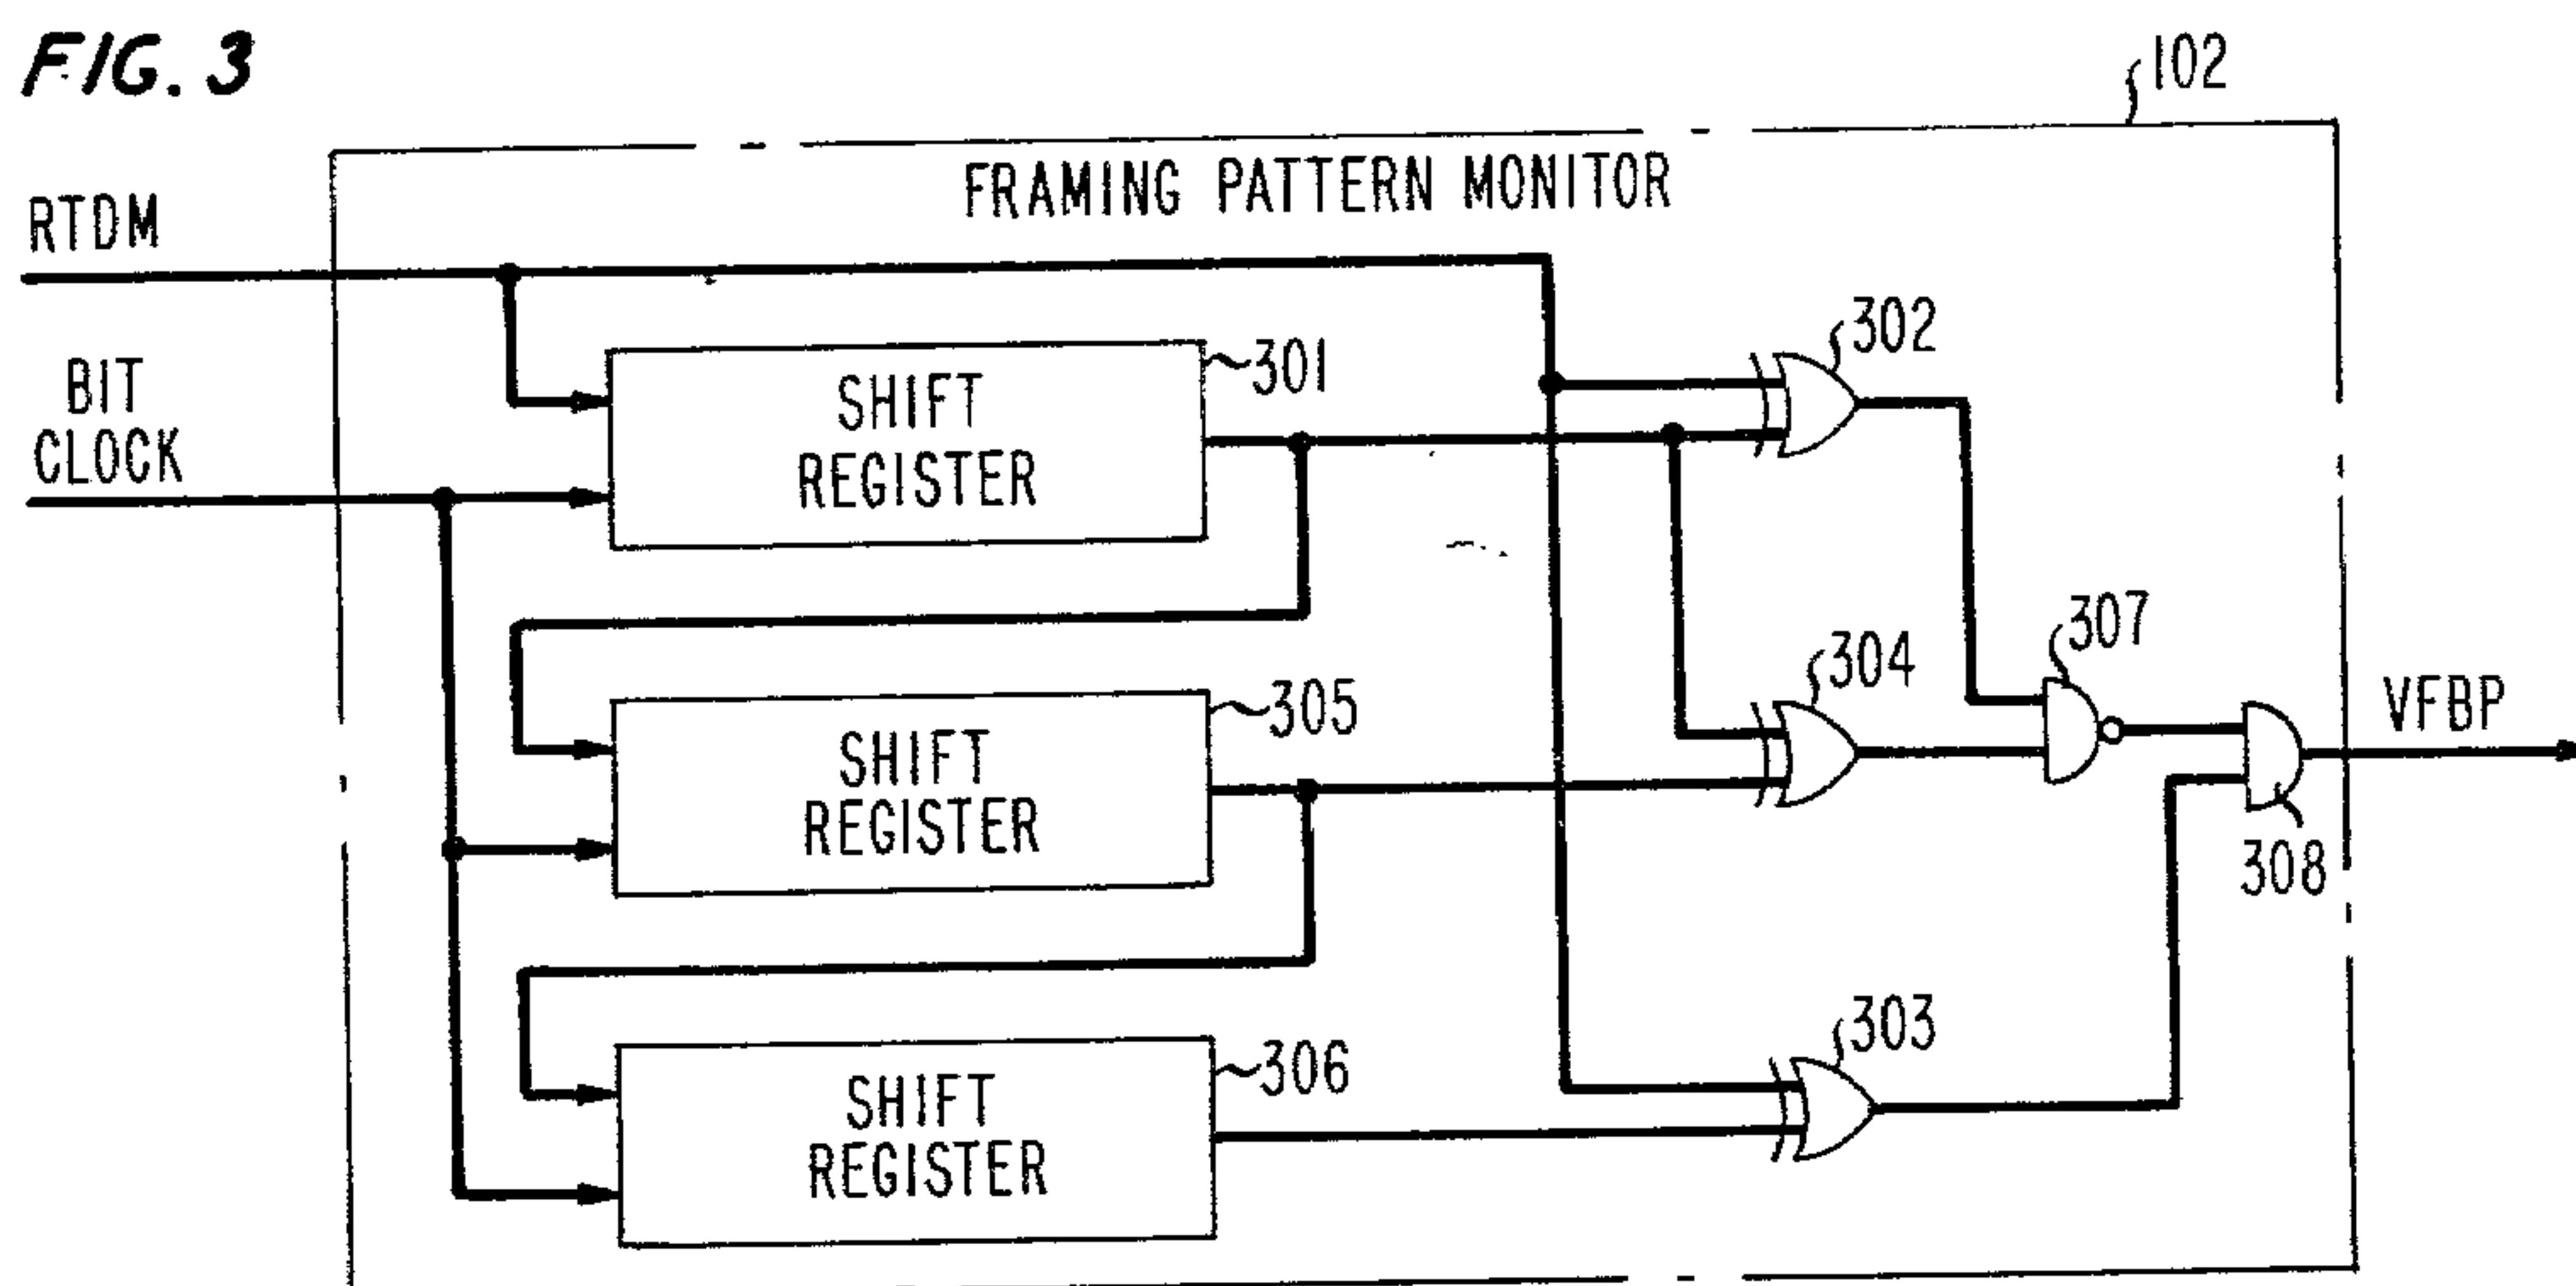 FIG. 3
102
FRAMING PATTERN MONITOR
RTDM
BIT
CLOCK
SHIFT
REGISTER
301
302
SHIFT
REGISTER
305
304
307
VFBP
308
SHIFT
REGISTER
306
303